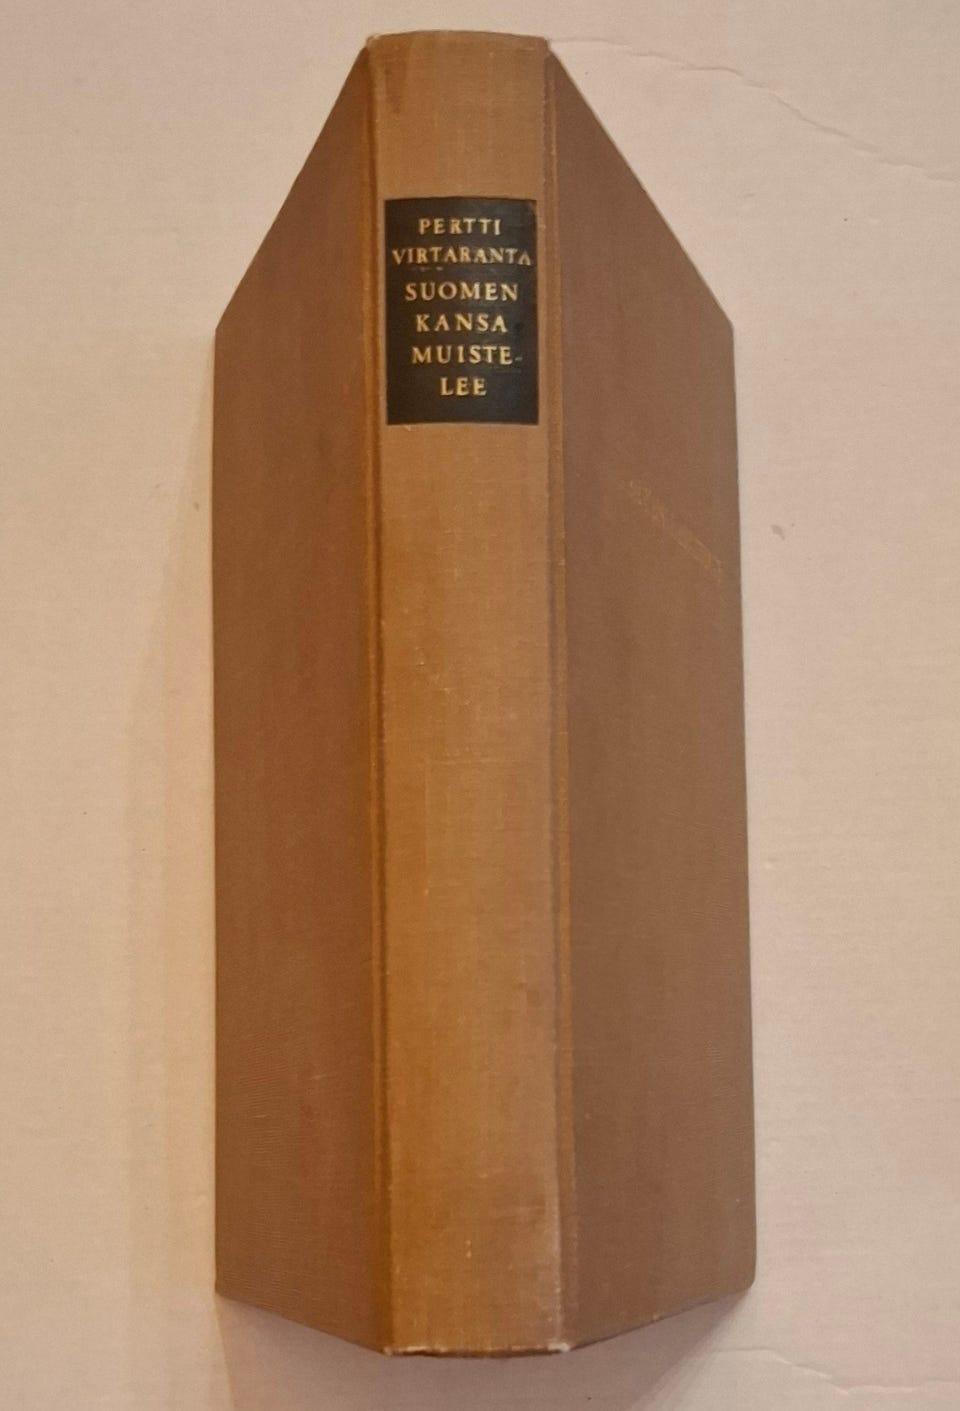 PERTTI
VIRTARANTA
SUOMEN
KANSA
MUISTE-
LEE